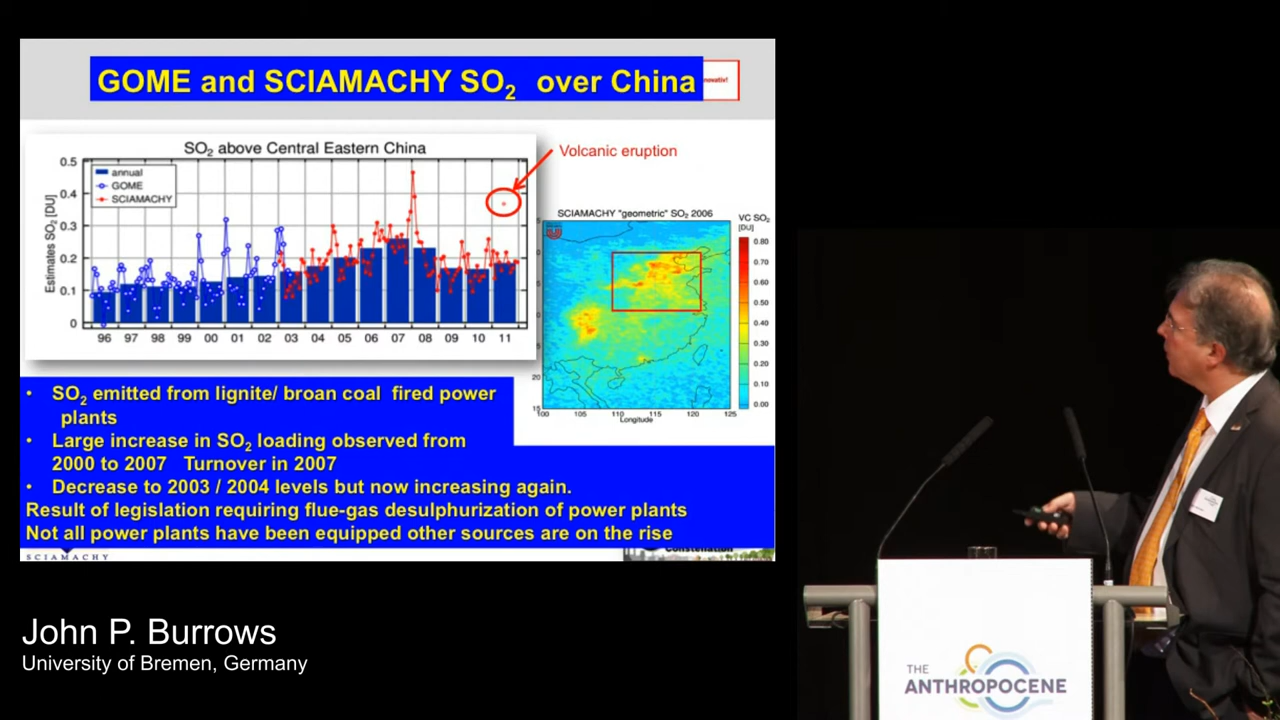 GOME and SCIAMACHY SO2 over China
novativ!
SO2 above Central Eastern China
Volcanic eruption
Estimates SO2 [DU]
0.5
0.4
0.3
0.2
0.1
0
annual
GOME
SCIAMACHY
96 97 98 99 00 01 02 03 04 05 06 07 08 09 10 11
SCIAMACHY "geometric" SO2 2006
VC SO2
[DU]
0.80
0.70
0.60
0.50
0.40
0.30
0.20
0.10
0.00
20
15
100 105 110 115 120 125
Longitude
• SO2 emitted from lignite/ broan coal fired power
plants
• Large increase in SO2 loading observed from
2000 to 2007 Turnover in 2007
• Decrease to 2003 / 2004 levels but now increasing again.
Result of legislation requiring flue-gas desulphurization of power plants
Not all power plants have been equipped other sources are on the rise
SCIAMACHY
Constellation
John P. Burrows
University of Bremen, Germany
THE
ANTHROPOCENE